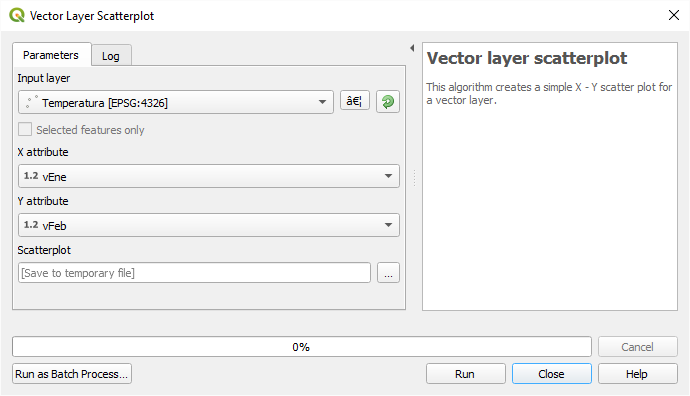 Vector Layer Scatterplot
Parameters
Log
Input layer
Temperatura [EPSG:4326]
â€¦
Selected features only
X attribute
1.2 vEne
Y attribute
1.2 vFeb
Scatterplot
[Save to temporary file]
...
Vector layer scatterplot
This algorithm creates a simple X - Y scatter plot for
a vector layer.
0%
Cancel
Run as Batch Process...
Run
Close
Help